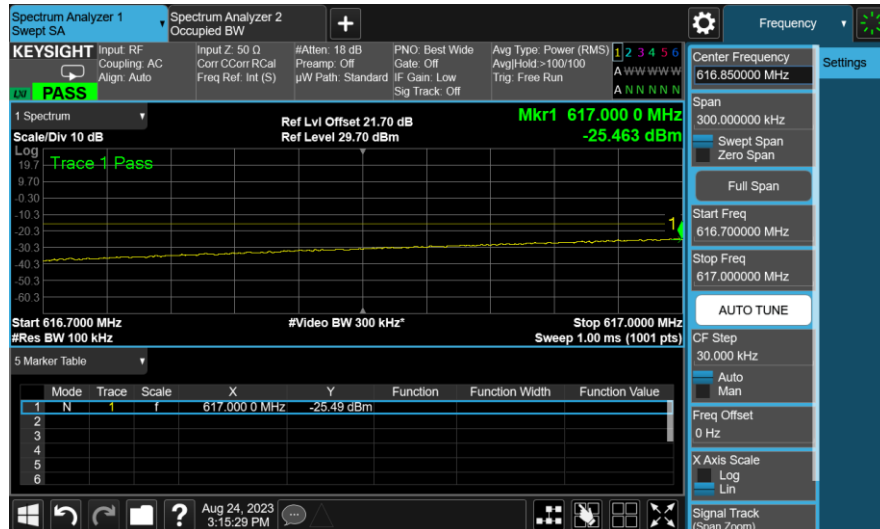 Spectrum Analyzer 1
Swept SA
Spectrum Analyzer 2
Occupied BW
+
Frequency
KEYSIGHT
Input: RF
Coupling: AC
Align: Auto
Input Z: 50 Ω
Corr CCorr RCal
Freq Ref: Int (S)
#Atten: 18 dB
Preamp: Off
µW Path: Standard
PNO: Best Wide
Gate: Off
IF Gain: Low
Sig Track: Off
Avg Type: Power (RMS)
Avg|Hold:>100/100
Trig: Free Run
1 2 3 4 5 6
A W W W W W
A N N N N N
LXI
PASS
1 Spectrum
Scale/Div 10 dB
Ref Lvl Offset 21.70 dB
Ref Level 29.70 dBm
Mkr1 617.000 0 MHz
-25.463 dBm
Log
Trace 1 Pass
19.7
9.70
-0.30
-10.3
-20.3
-30.3
-40.3
-50.3
-60.3
1
Start 616.7000 MHz
#Res BW 100 kHz
#Video BW 300 kHz*
Stop 617.0000 MHz
Sweep 1.00 ms (1001 pts)
5 Marker Table
Mode Trace Scale X Y Function Function Width Function Value
1 N 1 f 617.000 0 MHz -25.49 dBm
2
3
4
5
6
Center Frequency
616.850000 MHz
Settings
Span
300.000000 kHz
Swept Span
Zero Span
Full Span
Start Freq
616.700000 MHz
Stop Freq
617.000000 MHz
AUTO TUNE
CF Step
30.000 kHz
Auto
Man
Freq Offset
0 Hz
X Axis Scale
Log
Lin
Signal Track
(Span Zoom)
?
Aug 24, 2023
3:15:29 PM